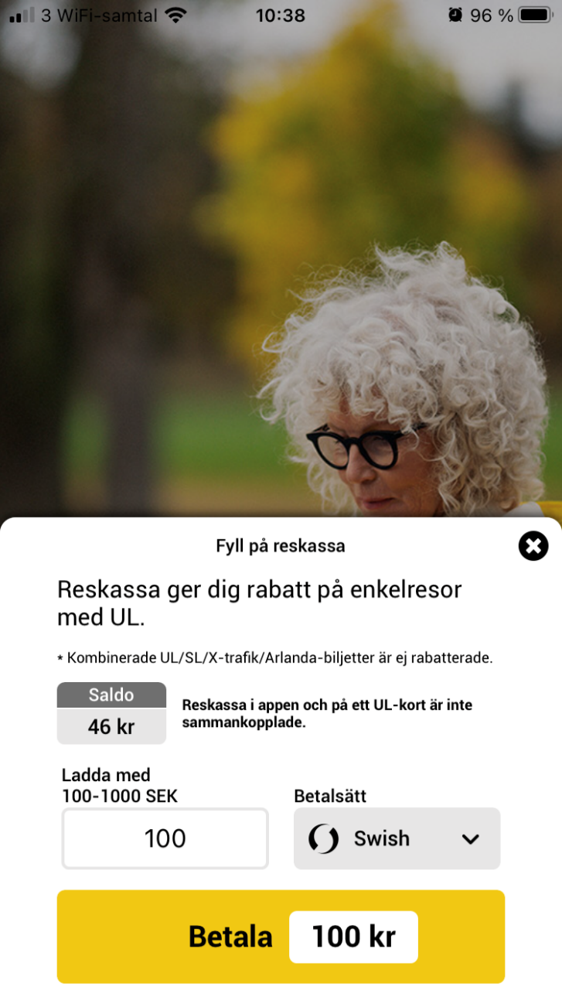 3 WiFi-samtal 10:38 96 %
Fyll på reskassa
Reskassa ger dig rabatt på enkelresor
med UL.
* Kombinerade UL/SL/X-trafik/Arlanda-biljetter är ej rabatterade.
Saldo
46 kr
Reskassa i appen och på ett UL-kort är inte
sammankopplade.
Ladda med
100-1000 SEK
100
Betalsätt
Swish
Betala 100 kr